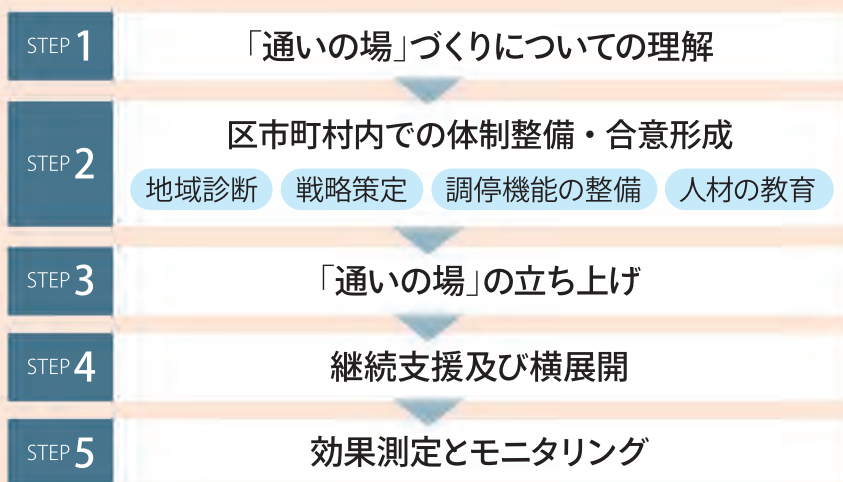 STEP 1
「通いの場」づくりについての理解
STEP 2
区市町村内での体制整備・合意形成
地域診断 戦略策定 調停機能の整備 人材の教育
STEP 3
「通いの場」の立ち上げ
STEP 4
継続支援及び横展開
STEP 5
効果測定とモニタリング